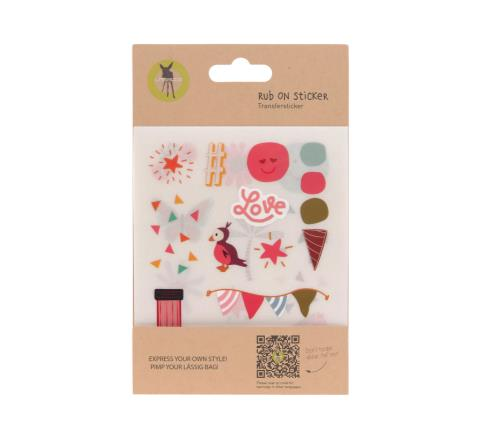 RUB ON STICKER
Transfersticker
#
Love
EXPRESS YOUR OWN STYLE!
PIMP YOUR LÄSSIG BAG!